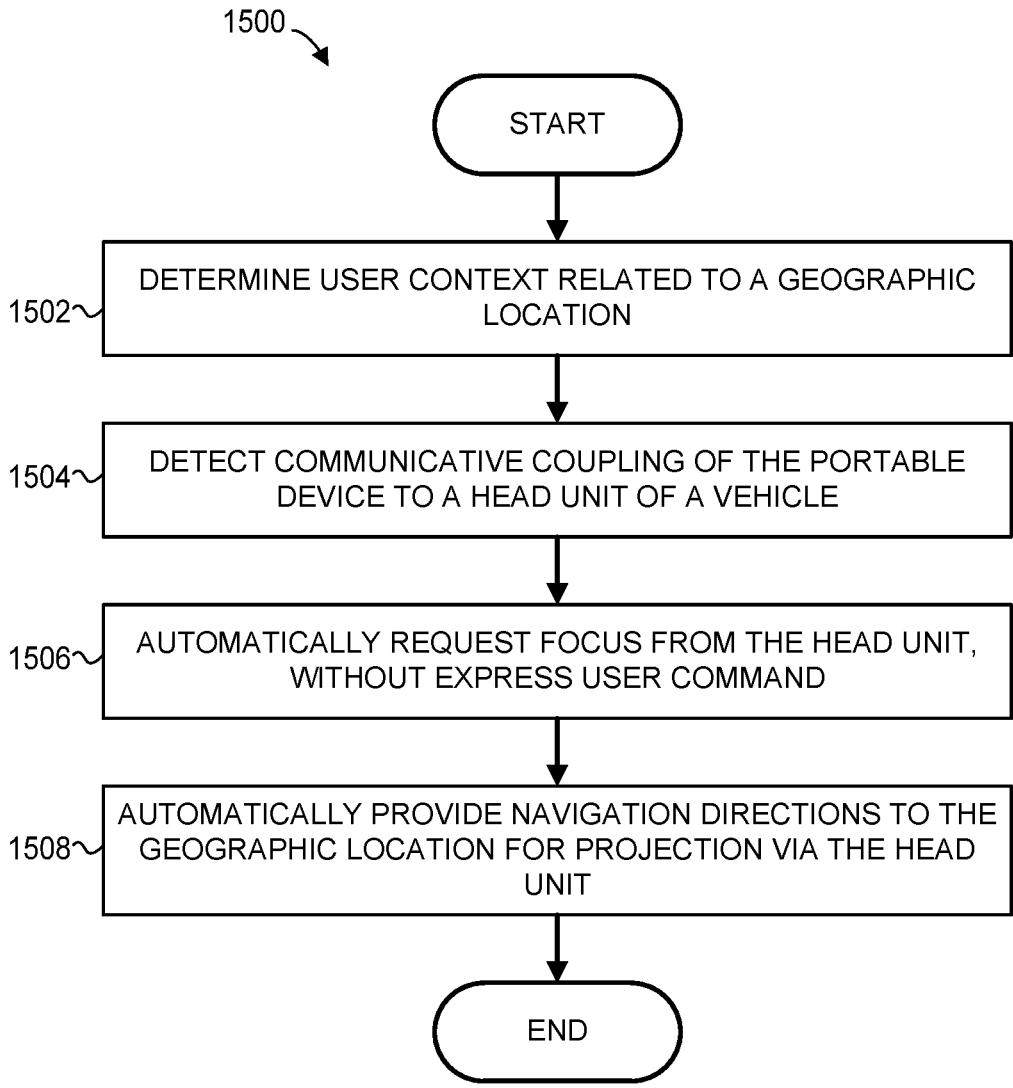 1500
START
DETERMINE USER CONTEXT RELATED TO A GEOGRAPHIC
LOCATION
1502
DETECT COMMUNICATIVE COUPLING OF THE PORTABLE
DEVICE TO A HEAD UNIT OF A VEHICLE
1504
AUTOMATICALLY REQUEST FOCUS FROM THE HEAD UNIT,
WITHOUT EXPRESS USER COMMAND
1506
AUTOMATICALLY PROVIDE NAVIGATION DIRECTIONS TO THE
GEOGRAPHIC LOCATION FOR PROJECTION VIA THE HEAD
UNIT
1508
END